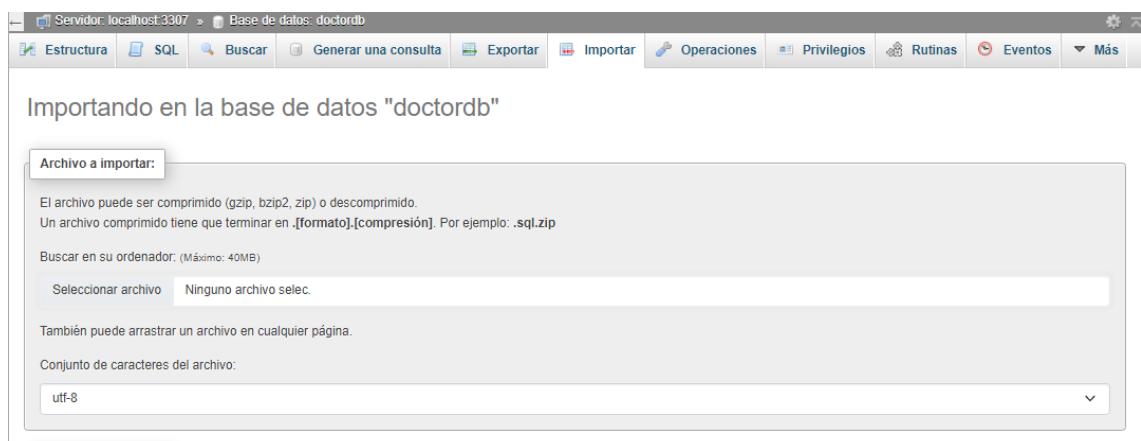 Servidor: localhost:3307 » Base de datos: doctordb
Estructura SQL Buscar Generar una consulta Exportar Importar Operaciones Privilegios Rutinas Eventos Más
Importando en la base de datos "doctordb"
Archivo a importar:
El archivo puede ser comprimido (gzip, bzip2, zip) o descomprimido.
Un archivo comprimido tiene que terminar en .[formato].[compresión]. Por ejemplo: .sql.zip
Buscar en su ordenador: (Máximo: 40MB)
Seleccionar archivo Ninguno archivo selec.
También puede arrastrar un archivo en cualquier página.
Conjunto de caracteres del archivo:
utf-8